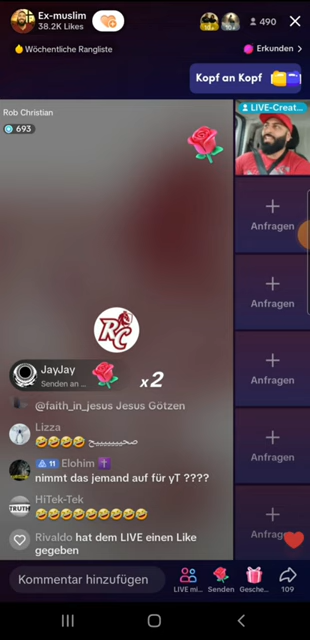 Ex-muslim
38.2K Likes
490
Wöchentliche Rangliste
Erkunden >
Kopf an Kopf
Rob Christian
693
LIVE-Creat...
Anfragen
Anfragen
Anfragen
Anfragen
Anfragen
RC
JayJay
Senden an ...
x2
@faith_in_jesus Jesus Götzen
Lizza
🤣🤣🤣🤣 صحيييييييح
11 Elohim ✝️
nimmt das jemand auf für yT ????
TRUTH
HiTek-Tek
🤣🤣🤣🤣🤣🤣🤣🤣🤣
Rivaldo hat dem LIVE einen Like
gegeben
Kommentar hinzufügen
LIVE mi...
Senden
Gesche...
109